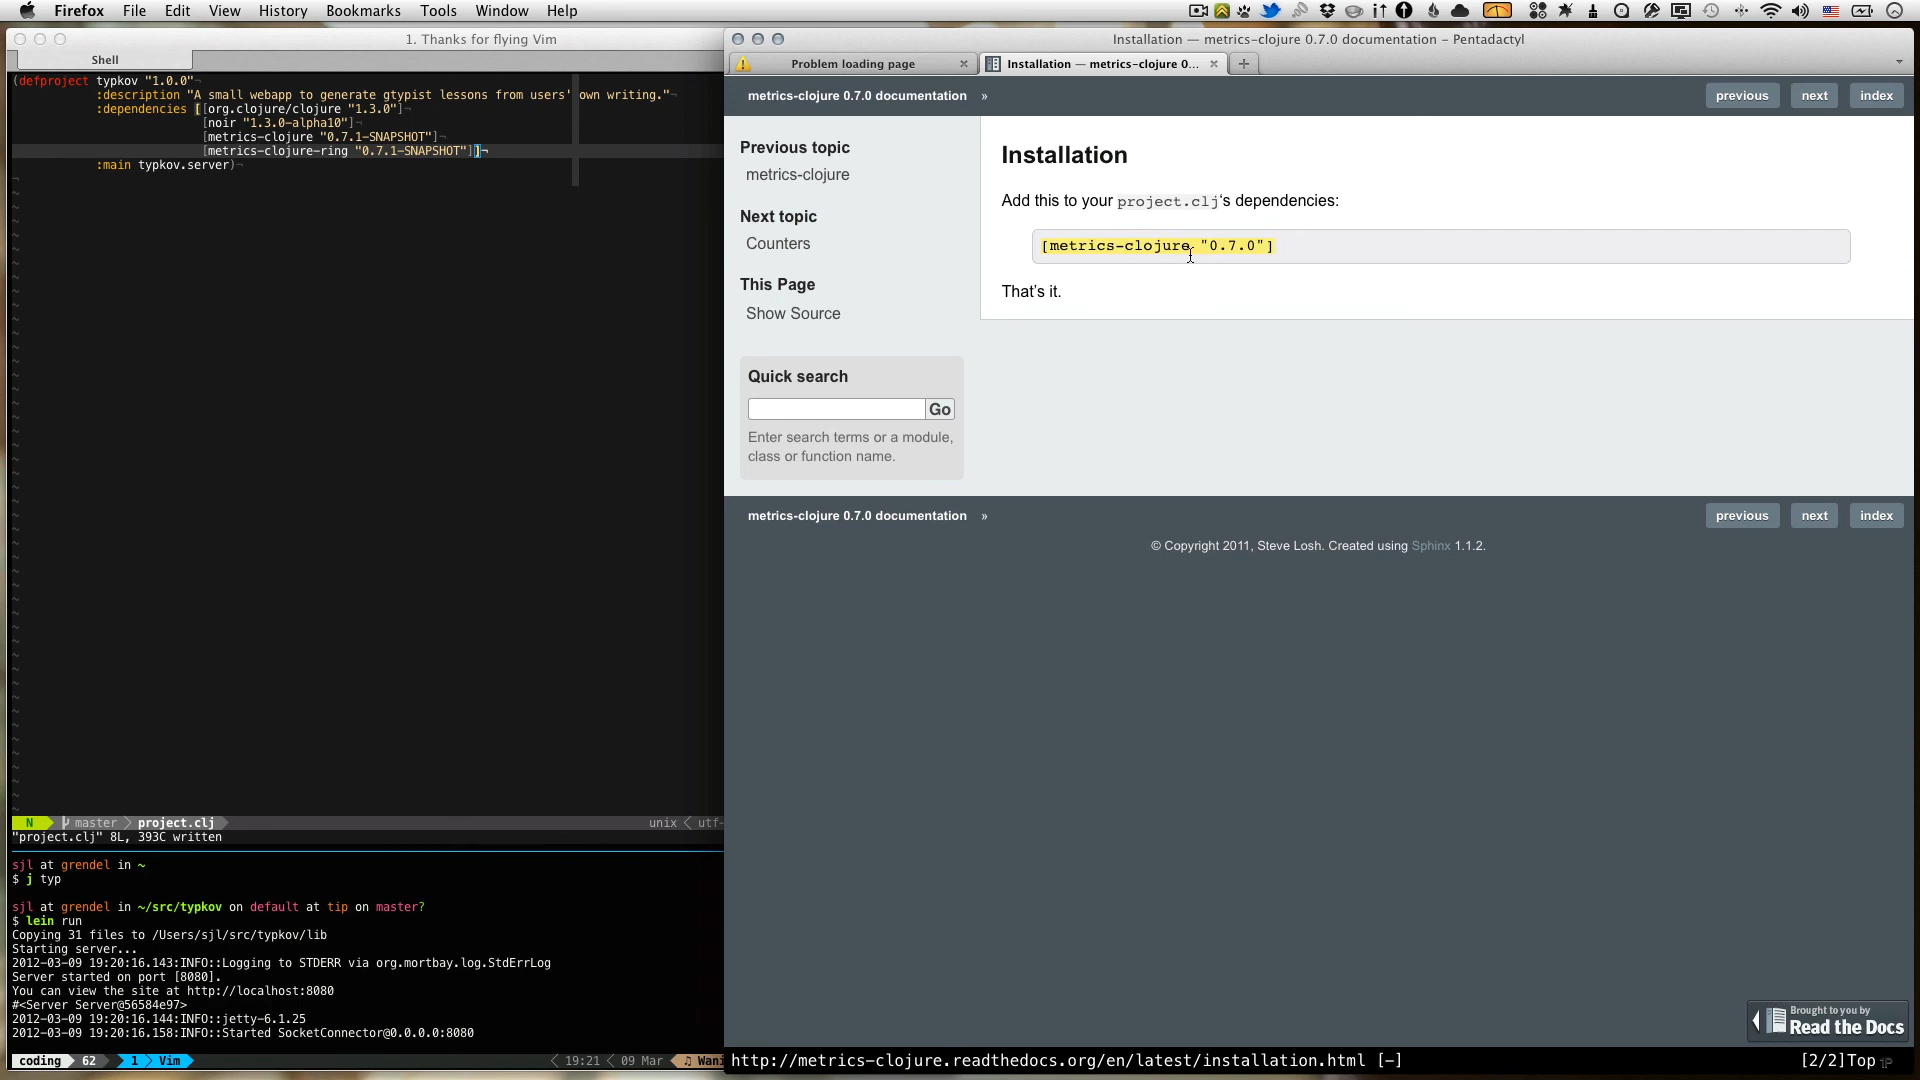 Firefox File Edit View History Bookmarks Tools Window Help
1. Thanks for flying Vim
Shell
(defproject typkov "1.0.0"¬
:description "A small webapp to generate gtypist lessons from users' own writing."¬
:dependencies [[org.clojure/clojure "1.3.0"]¬
[noir "1.3.0-alpha10"]¬
[metrics-clojure "0.7.1-SNAPSHOT"]¬
[metrics-clojure-ring "0.7.1-SNAPSHOT"]]¬
:main typkov.server)¬
N master project.clj unix utf-
"project.clj" 8L, 393C written
sjl at grendel in ~
$ j typ
sjl at grendel in ~/src/typkov on default at tip on master?
$ lein run
Copying 31 files to /Users/sjl/src/typkov/lib
Starting server...
2012-03-09 19:20:16.143:INFO::Logging to STDERR via org.mortbay.log.StdErrLog
Server started on port [8080].
You can view the site at http://localhost:8080
#<Server Server@56584e97>
2012-03-09 19:20:16.144:INFO::jetty-6.1.25
2012-03-09 19:20:16.158:INFO::Started SocketConnector@0.0.0.0:8080
coding 62 1 Vim 19:21 09 Mar ♫ Wani
Installation — metrics-clojure 0.7.0 documentation - Pentadactyl
Problem loading page
Installation — metrics-clojure 0...
metrics-clojure 0.7.0 documentation »
previous next index
Previous topic
metrics-clojure
Next topic
Counters
This Page
Show Source
Quick search
Go
Enter search terms or a module,
class or function name.
Installation
Add this to your project.clj‘s dependencies:
[metrics-clojure "0.7.0"]
That’s it.
metrics-clojure 0.7.0 documentation »
previous next index
© Copyright 2011, Steve Losh. Created using Sphinx 1.1.2.
Brought to you by
Read the Docs
http://metrics-clojure.readthedocs.org/en/latest/installation.html [-] [2/2]Top